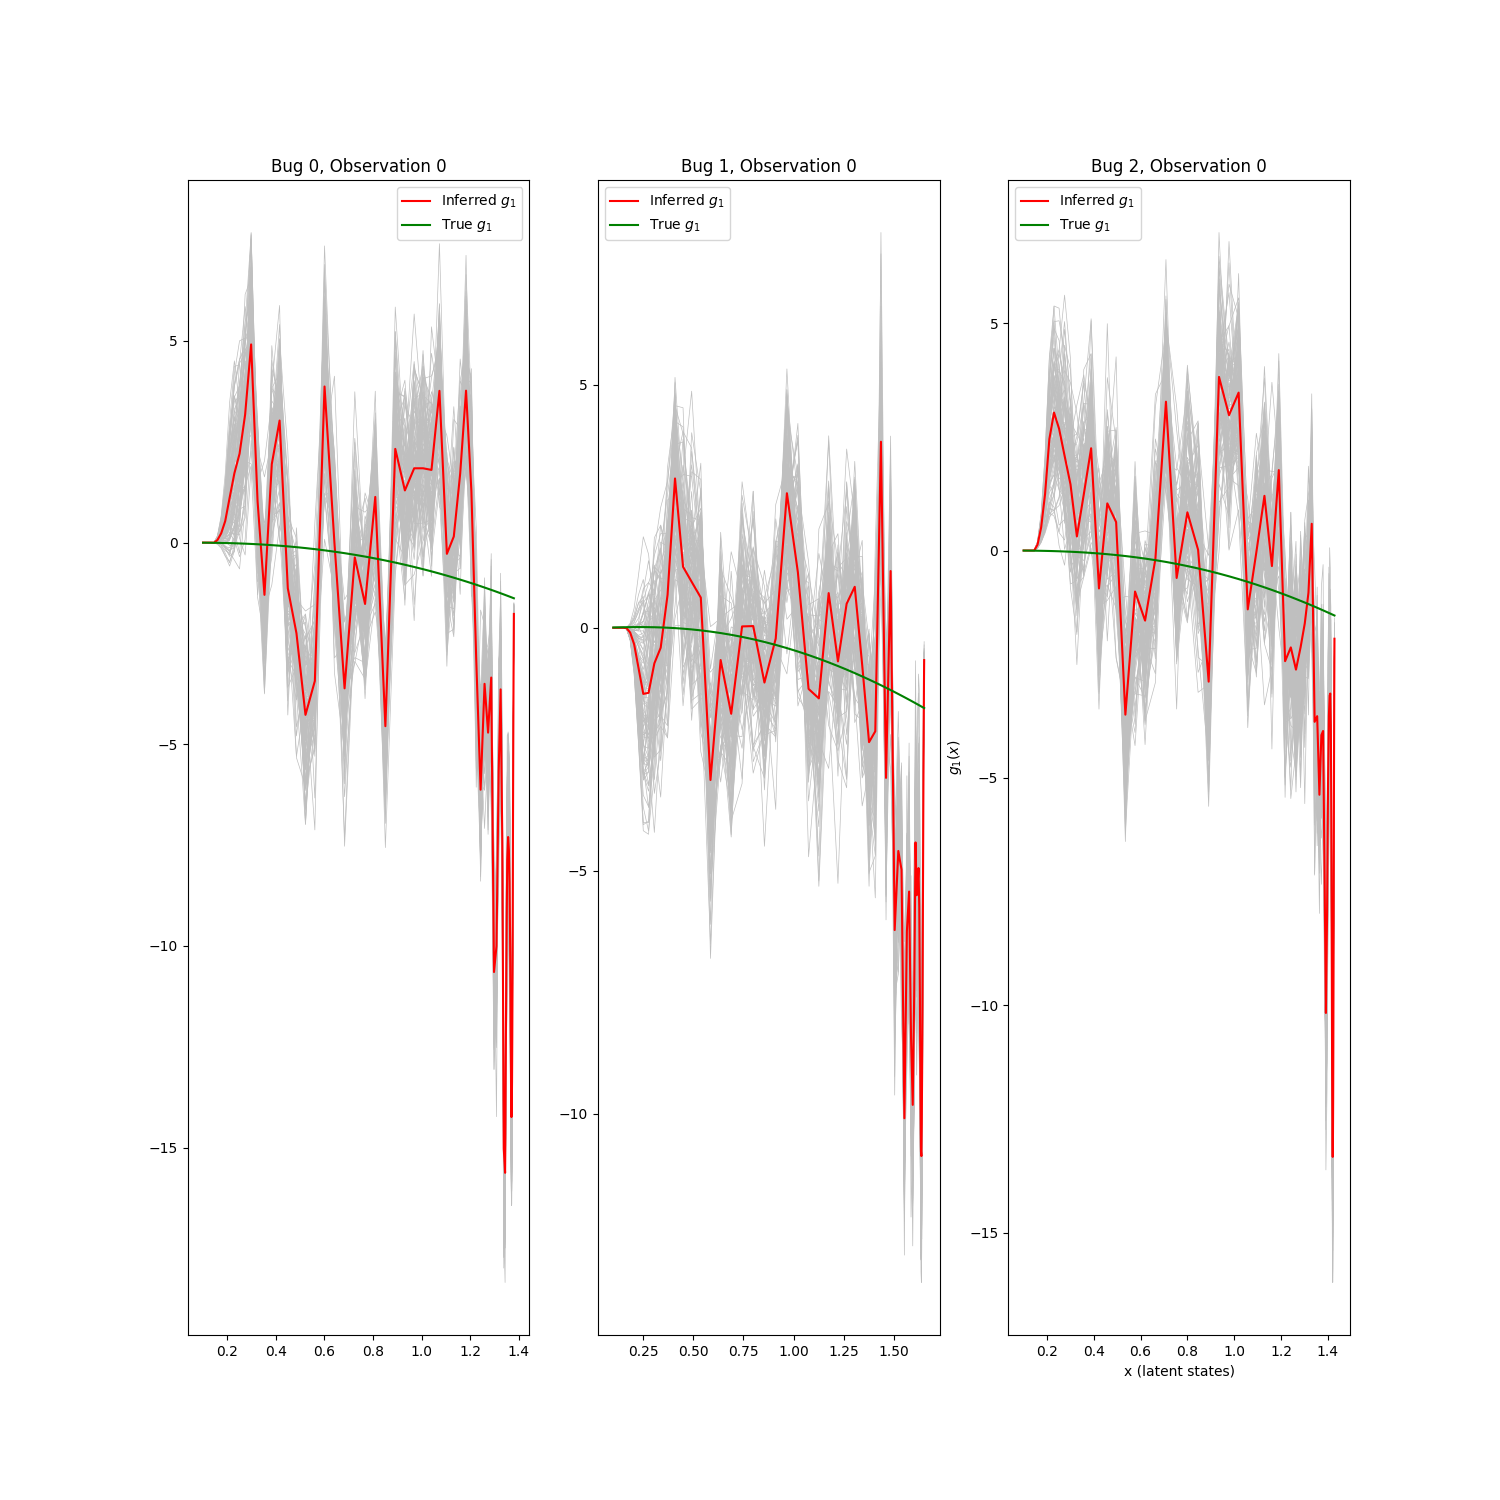 Bug 0, Observation 0
Inferred g₁
True g₁
5
0
−5
−10
−15
0.2 0.4 0.6 0.8 1.0 1.2 1.4
Bug 1, Observation 0
Inferred g₁
True g₁
5
0
−5
−10
0.25 0.50 0.75 1.00 1.25 1.50
Bug 2, Observation 0
Inferred g₁
True g₁
g₁(x)
5
0
−5
−10
−15
0.2 0.4 0.6 0.8 1.0 1.2 1.4
x (latent states)